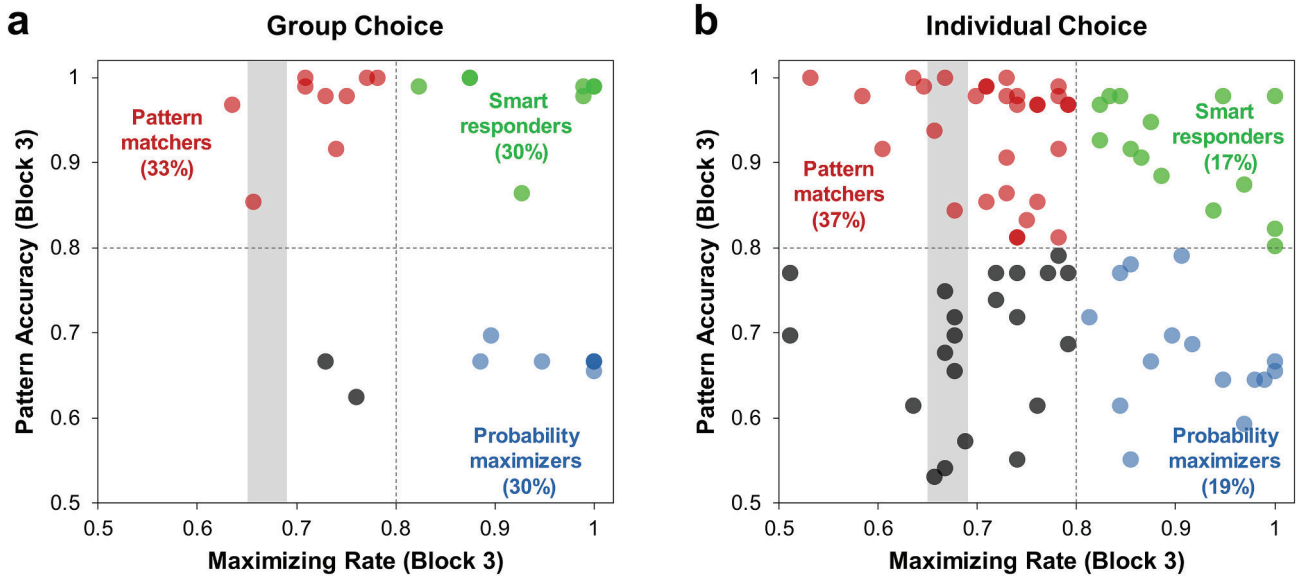 a
Group Choice
Pattern Accuracy (Block 3)
1
0.9
0.8
0.7
0.6
0.5
Pattern
matchers
(33%)
Smart
responders
(30%)
Probability
maximizers
(30%)
0.5 0.6 0.7 0.8 0.9 1
Maximizing Rate (Block 3)
b
Individual Choice
Pattern Accuracy (Block 3)
1
0.9
0.8
0.7
0.6
0.5
Pattern
matchers
(37%)
Smart
responders
(17%)
Probability
maximizers
(19%)
0.5 0.6 0.7 0.8 0.9 1
Maximizing Rate (Block 3)